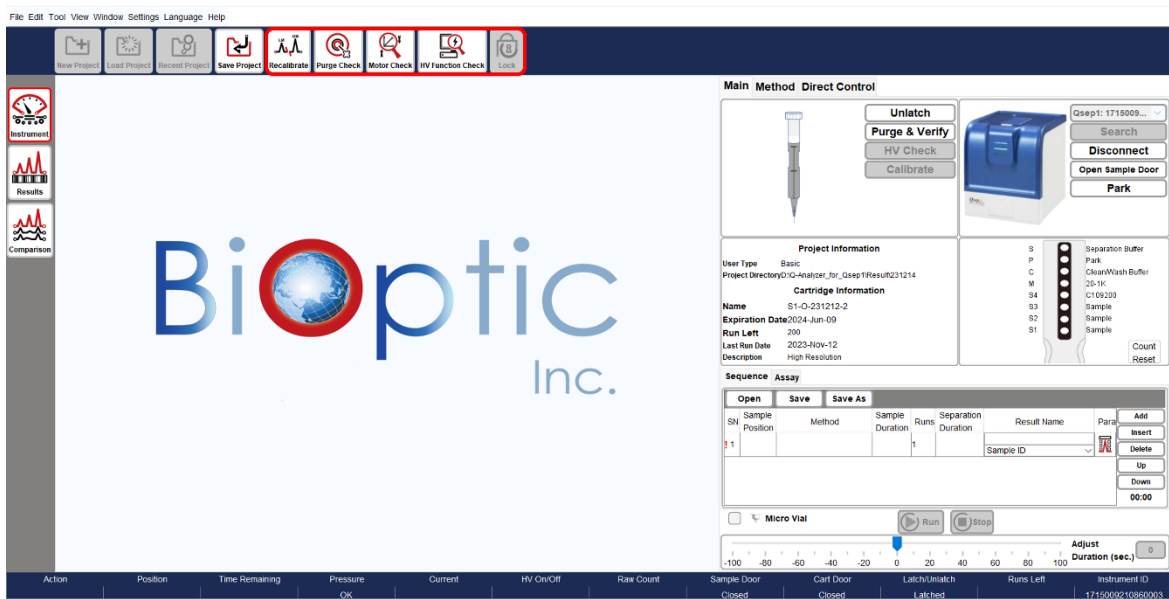 File Edit Tool View Window Settings Language Help
New Project Load Project Recent Project Save Project Recalibrate Purge Check Motor Check HV Function Check Lock
Instrument
Results
Comparison
BiOptic
Inc.
Main Method Direct Control
Unlatch
Purge & Verify
HV Check
Calibrate
Qsep1: 1715009...
Search
Disconnect
Open Sample Door
Park
Project Information
User Type Basic
Project Directory D:\Q-Analyzer_for_Qsep1\Result\231214
Cartridge Information
Name S1-O-231212-2
Expiration Date 2024-Jun-09
Run Left 200
Last Run Date 2023-Nov-12
Description High Resolution
S Separation Buffer
P Park
C Clean/Wash Buffer
M 20-1K
S4 C109200
S3 Sample
S2 Sample
S1 Sample
Count
Reset
Sequence Assay
Open Save Save As
SN Sample Position Method Sample Duration Runs Separation Duration Result Name Para
! 1 1 Sample ID
Add
Insert
Delete
Up
Down
00:00
Micro Vial
Run Stop
-100 -80 -60 -40 -20 0 20 40 60 80 100
Adjust
Duration (sec.) 0
Action Position Time Remaining Pressure Current HV On/Off Raw Count Sample Door Cart Door Latch/Unlatch Runs Left Instrument ID
OK Closed Closed Latched 1715009210860003